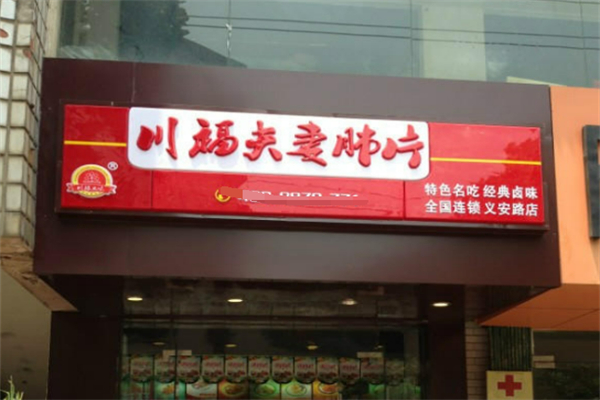 川福夫妻肺片
®
特色名吃 经典卤味
全国连锁 义安路店